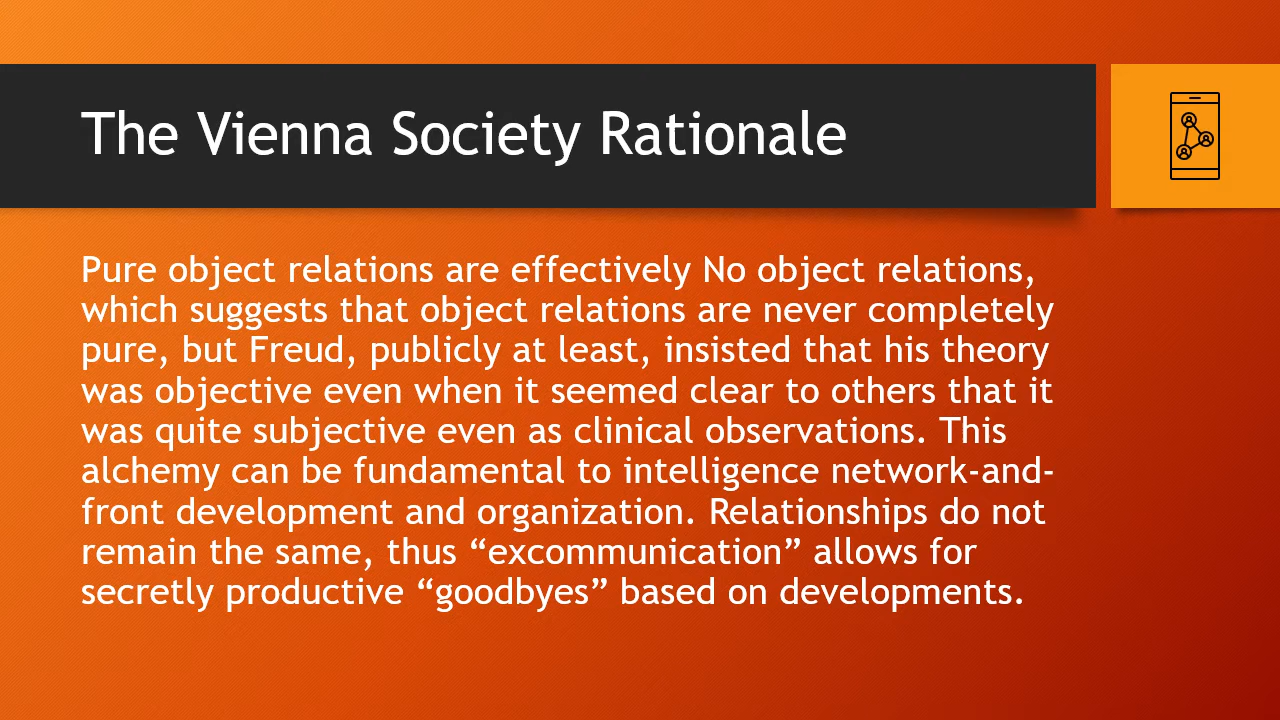 The Vienna Society Rationale
Pure object relations are effectively No object relations,
which suggests that object relations are never completely
pure, but Freud, publicly at least, insisted that his theory
was objective even when it seemed clear to others that it
was quite subjective even as clinical observations. This
alchemy can be fundamental to intelligence network-and-
front development and organization. Relationships do not
remain the same, thus “excommunication” allows for
secretly productive “goodbyes” based on developments.